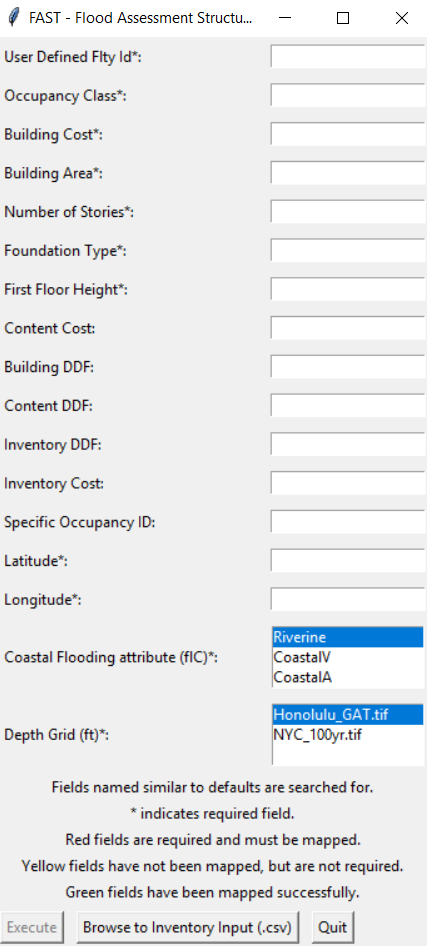 FAST - Flood Assessment Structu...
User Defined Flty Id*:
Occupancy Class*:
Building Cost*:
Building Area*:
Number of Stories*:
Foundation Type*:
First Floor Height*:
Content Cost:
Building DDF:
Content DDF:
Inventory DDF:
Inventory Cost:
Specific Occupancy ID:
Latitude*:
Longitude*:
Coastal Flooding attribute (flC)*:
Riverine
CoastalV
CoastalA
Depth Grid (ft)*:
Honolulu_GAT.tif
NYC_100yr.tif
Fields named similar to defaults are searched for.
* indicates required field.
Red fields are required and must be mapped.
Yellow fields have not been mapped, but are not required.
Green fields have been mapped successfully.
Execute Browse to Inventory Input (.csv) Quit